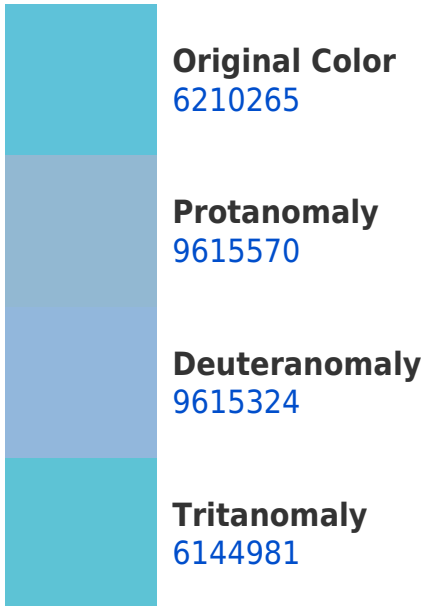 Original Color
6210265
Protanomaly
9615570
Deuteranomaly
9615324
Tritanomaly
6144981